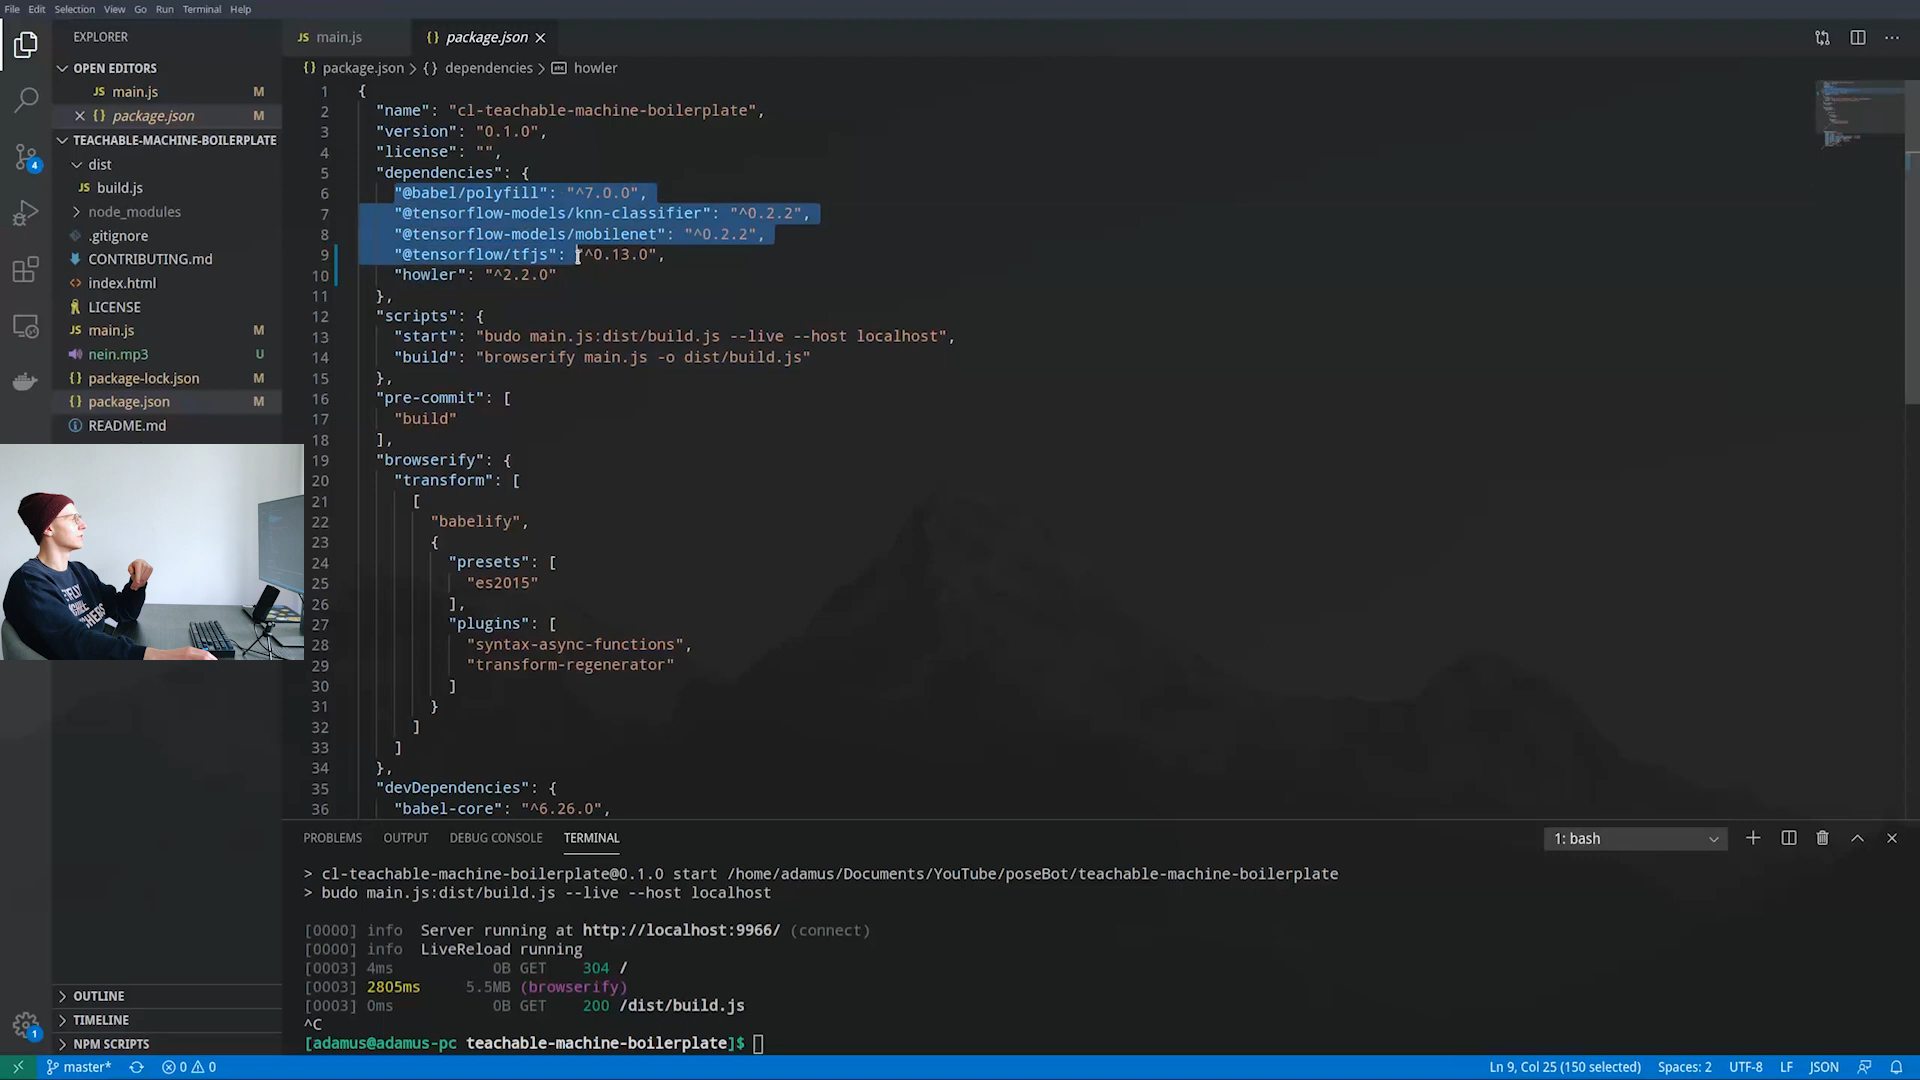 File Edit Selection View Go Run Terminal Help
EXPLORER
JS main.js
{} package.json
{} package.json > {} dependencies > abc howler
OPEN EDITORS
JS main.js M
{} package.json M
TEACHABLE-MACHINE-BOILERPLATE
dist
JS build.js
node_modules
.gitignore
CONTRIBUTING.md
index.html
LICENSE
JS main.js M
nein.mp3 U
{} package-lock.json M
{} package.json M
README.md
4
1 {
2 "name": "cl-teachable-machine-boilerplate",
3 "version": "0.1.0",
4 "license": "",
5 "dependencies": {
6 "@babel/polyfill": "^7.0.0",
7 "@tensorflow-models/knn-classifier": "^0.2.2",
8 "@tensorflow-models/mobilenet": "^0.2.2",
9 "@tensorflow/tfjs": "^0.13.0",
10 "howler": "^2.2.0"
11 },
12 "scripts": {
13 "start": "budo main.js:dist/build.js --live --host localhost",
14 "build": "browserify main.js -o dist/build.js"
15 },
16 "pre-commit": [
17 "build"
18 ],
19 "browserify": {
20 "transform": [
21 [
22 "babelify",
23 {
24 "presets": [
25 "es2015"
26 ],
27 "plugins": [
28 "syntax-async-functions",
29 "transform-regenerator"
30 ]
31 }
32 ]
33 ]
34 },
35 "devDependencies": {
36 "babel-core": "^6.26.0",
PROBLEMS OUTPUT DEBUG CONSOLE TERMINAL
1: bash
> cl-teachable-machine-boilerplate@0.1.0 start /home/adamus/Documents/YouTube/poseBot/teachable-machine-boilerplate
> budo main.js:dist/build.js --live --host localhost
[0000] info Server running at http://localhost:9966/ (connect)
[0000] info LiveReload running
[0003] 4ms 0B GET 304 /
[0003] 2805ms 5.5MB (browserify)
[0003] 0ms 0B GET 200 /dist/build.js
^C
[adamus@adamus-pc teachable-machine-boilerplate]$
OUTLINE
TIMELINE
NPM SCRIPTS
1
master* 0 0
Ln 9, Col 25 (150 selected) Spaces: 2 UTF-8 LF JSON